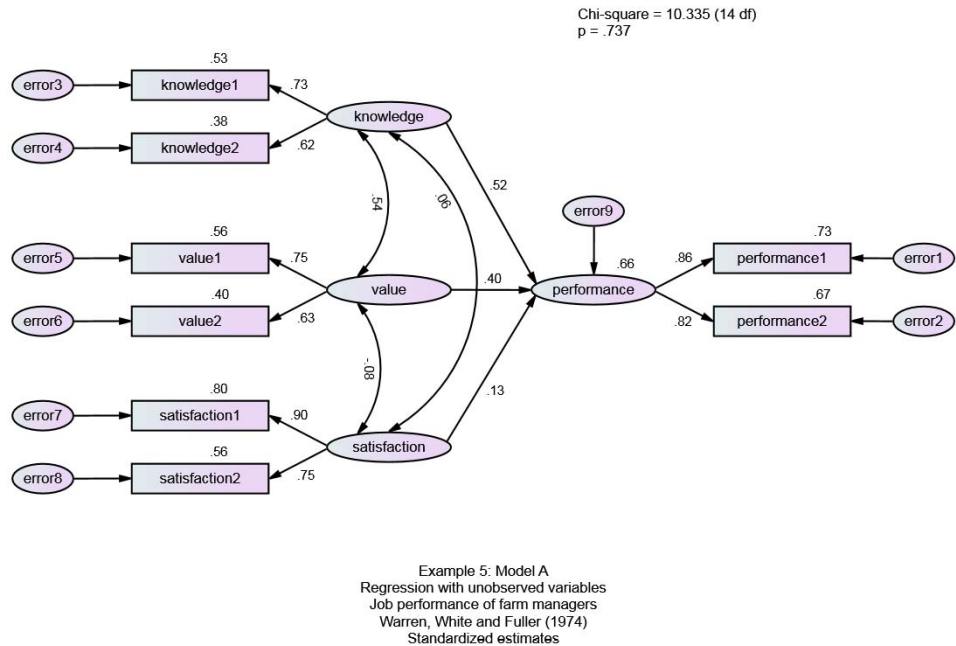 Chi-square = 10.335 (14 df)
p = .737
.53
error3
knowledge1
.73
knowledge
.38
error4
knowledge2
.62
.54
.06
.52
error9
.56
error5
value1
.75
value
.40
.66
performance
.86
.73
performance1
error1
.40
error6
value2
.63
.82
.67
performance2
error2
-.08
.13
.80
error7
satisfaction1
.90
satisfaction
.56
error8
satisfaction2
.75
Example 5: Model A
Regression with unobserved variables
Job performance of farm managers
Warren, White and Fuller (1974)
Standardized estimates